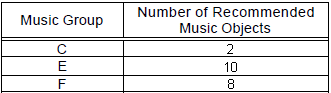 Music Group Number of Recommended
Music Objects
C 2
E 10
F 8